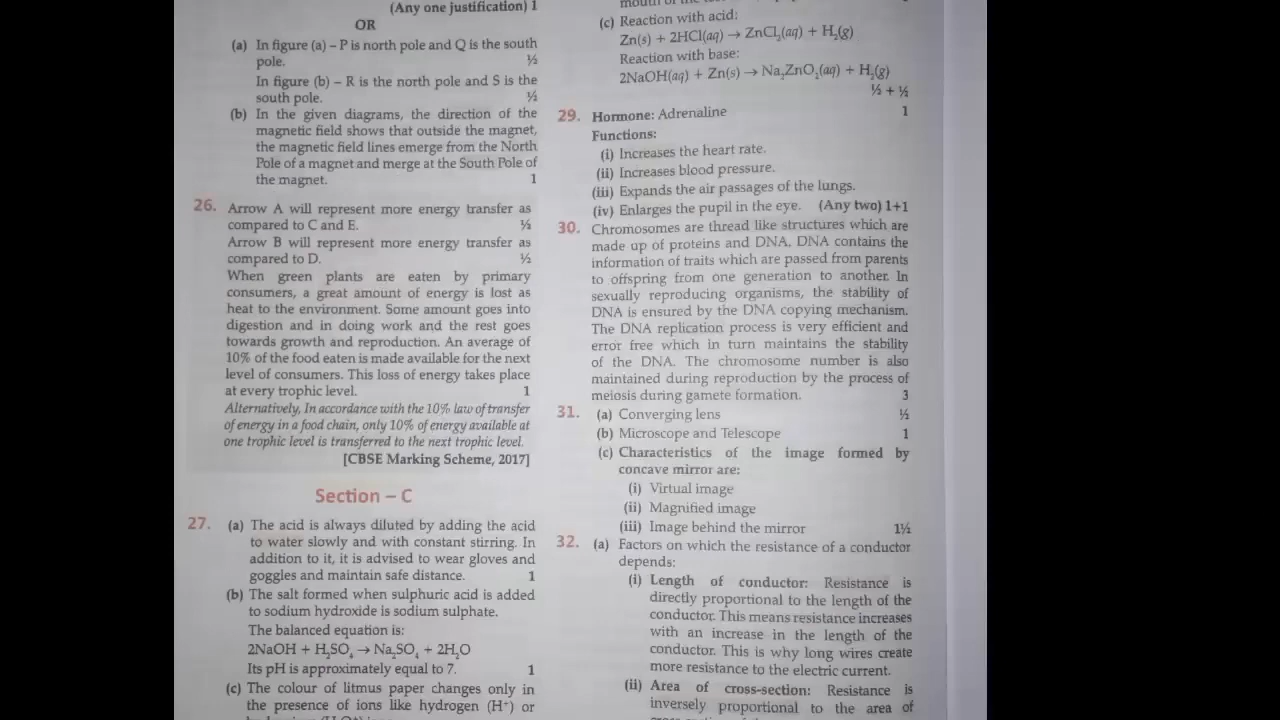 (Any one justification) 1
OR
(a) In figure (a) – P is north pole and Q is the south
pole. ½
In figure (b) – R is the north pole and S is the
south pole. ½
(b) In the given diagrams, the direction of the
magnetic field shows that outside the magnet,
the magnetic field lines emerge from the North
Pole of a magnet and merge at the South Pole of
the magnet. 1
26. Arrow A will represent more energy transfer as
compared to C and E. ½
Arrow B will represent more energy transfer as
compared to D. ½
When green plants are eaten by primary
consumers, a great amount of energy is lost as
heat to the environment. Some amount goes into
digestion and in doing work and the rest goes
towards growth and reproduction. An average of
10% of the food eaten is made available for the next
level of consumers. This loss of energy takes place
at every trophic level. 1
Alternatively, In accordance with the 10% law of transfer
of energy in a food chain, only 10% of energy available at
one trophic level is transferred to the next trophic level.
[CBSE Marking Scheme, 2017]
Section – C
27. (a) The acid is always diluted by adding the acid
to water slowly and with constant stirring. In
addition to it, it is advised to wear gloves and
goggles and maintain safe distance. 1
(b) The salt formed when sulphuric acid is added
to sodium hydroxide is sodium sulphate.
The balanced equation is:
2NaOH + H₂SO₄ → Na₂SO₄ + 2H₂O
Its pH is approximately equal to 7. 1
(c) The colour of litmus paper changes only in
the presence of ions like hydrogen (H⁺) or
(c) Reaction with acid:
Zn(s) + 2HCl(aq) → ZnCl₂(aq) + H₂(g)
Reaction with base:
2NaOH(aq) + Zn(s) → Na₂ZnO₂(aq) + H₂(g)
½ + ½
29. Hormone: Adrenaline 1
Functions:
(i) Increases the heart rate.
(ii) Increases blood pressure.
(iii) Expands the air passages of the lungs.
(iv) Enlarges the pupil in the eye. (Any two) 1+1
30. Chromosomes are thread like structures which are
made up of proteins and DNA. DNA contains the
information of traits which are passed from parents
to offspring from one generation to another. In
sexually reproducing organisms, the stability of
DNA is ensured by the DNA copying mechanism.
The DNA replication process is very efficient and
error free which in turn maintains the stability
of the DNA. The chromosome number is also
maintained during reproduction by the process of
meiosis during gamete formation. 3
31. (a) Converging lens ½
(b) Microscope and Telescope 1
(c) Characteristics of the image formed by
concave mirror are:
(i) Virtual image
(ii) Magnified image
(iii) Image behind the mirror 1½
32. (a) Factors on which the resistance of a conductor
depends:
(i) Length of conductor: Resistance is
directly proportional to the length of the
conductor. This means resistance increases
with an increase in the length of the
conductor. This is why long wires create
more resistance to the electric current.
(ii) Area of cross-section: Resistance is
inversely proportional to the area of